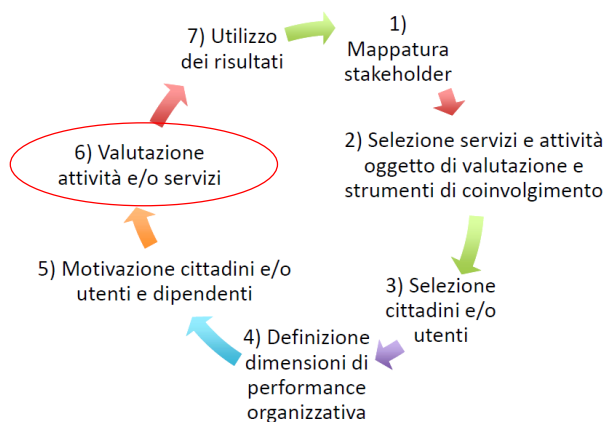 1)
Mappatura
stakeholder
2) Selezione servizi e attività
oggetto di valutazione e
strumenti di coinvolgimento
3) Selezione
cittadini e/o
utenti
4) Definizione
dimensioni di
performance
organizzativa
5) Motivazione cittadini e/o
utenti e dipendenti
6) Valutazione
attività e/o servizi
7) Utilizzo
dei risultati